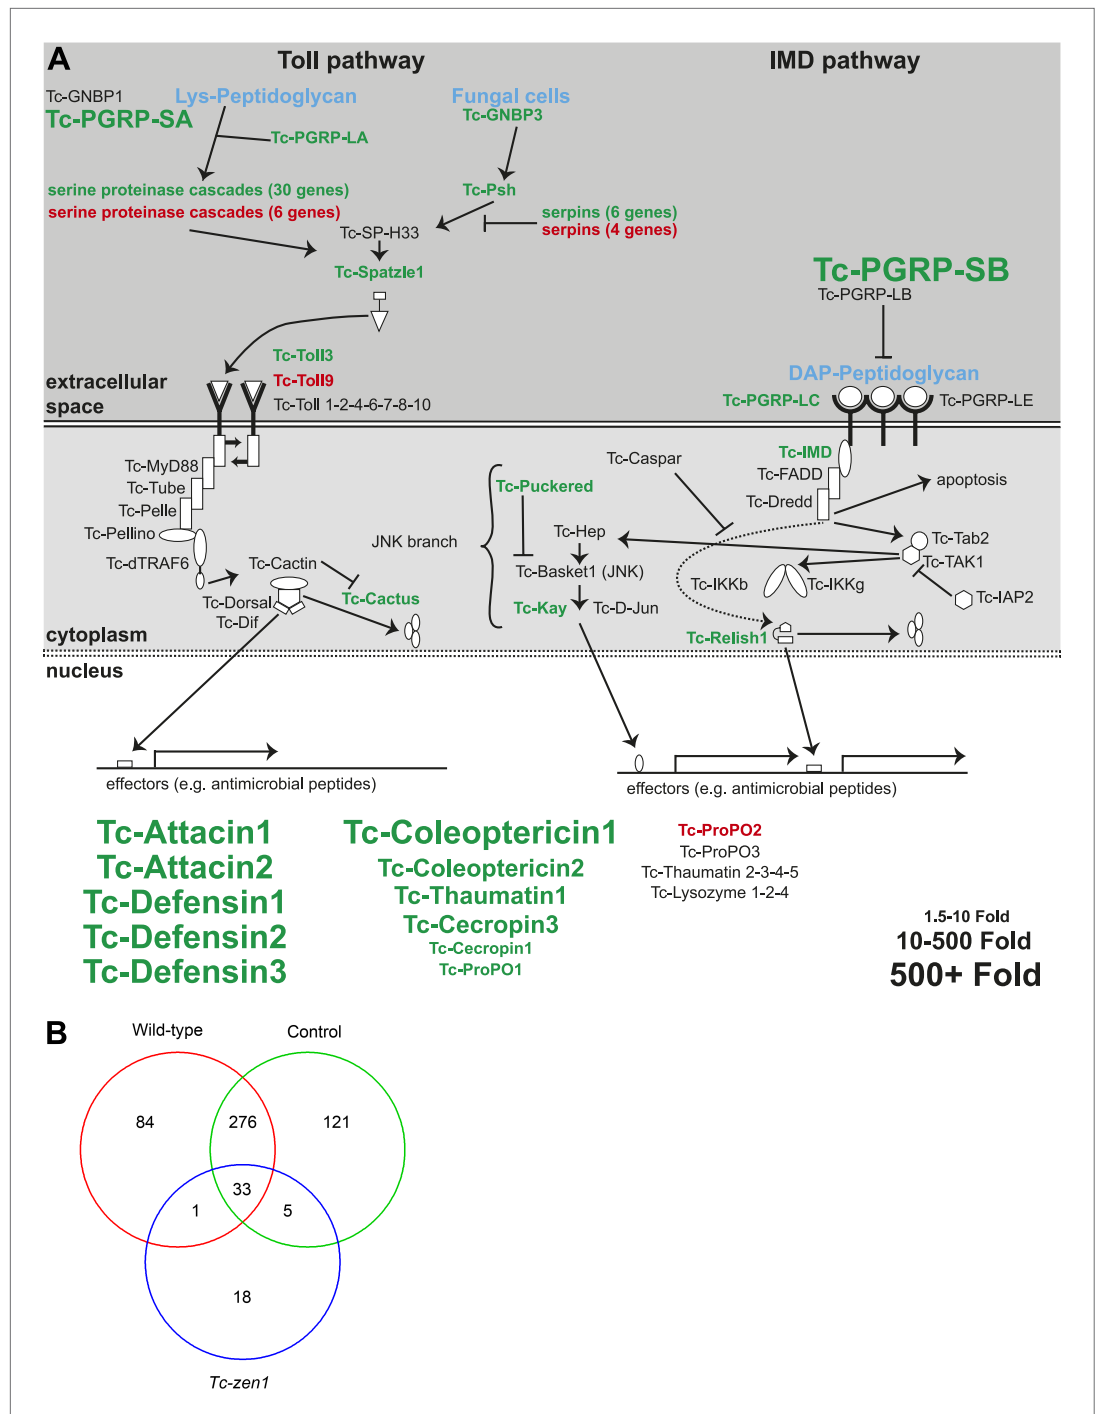 A
Toll pathway
IMD pathway
Tc-GNBP1
Lys-Peptidoglycan
Fungal cells
Tc-PGRP-SA
Tc-GNBP3
Tc-PGRP-LA
serine proteinase cascades (30 genes)
Tc-Psh
serine proteinase cascades (6 genes)
serpins (6 genes)
serpins (4 genes)
Tc-SP-H33
Tc-Spatzle1
Tc-PGRP-SB
Tc-PGRP-LB
Tc-Toll3
Tc-Toll9
Tc-Toll 1-2-4-6-7-8-10
extracellular
space
DAP-Peptidoglycan
Tc-PGRP-LC
Tc-PGRP-LE
Tc-MyD88
Tc-Tube
Tc-Pelle
Tc-Pellino
Tc-dTRAF6
Tc-Cactin
Tc-Cactus
Tc-Dorsal
Tc-Dif
JNK branch
Tc-Puckered
Tc-Hep
Tc-Basket1 (JNK)
Tc-Kay
Tc-D-Jun
Tc-Caspar
Tc-IMD
Tc-FADD
Tc-Dredd
apoptosis
Tc-Tab2
Tc-TAK1
Tc-IKKb
Tc-IKKg
Tc-IAP2
Tc-Relish1
cytoplasm
nucleus
effectors (e.g. antimicrobial peptides)
effectors (e.g. antimicrobial peptides)
Tc-Attacin1
Tc-Attacin2
Tc-Defensin1
Tc-Defensin2
Tc-Defensin3
Tc-Coleoptericin1
Tc-Coleoptericin2
Tc-Thaumatin1
Tc-Cecropin3
Tc-Cecropin1
Tc-ProPO1
Tc-ProPO2
Tc-ProPO3
Tc-Thaumatin 2-3-4-5
Tc-Lysozyme 1-2-4
1.5-10 Fold
10-500 Fold
500+ Fold
B
Wild-type
Control
84
276
121
33
1
5
18
Tc-zen1